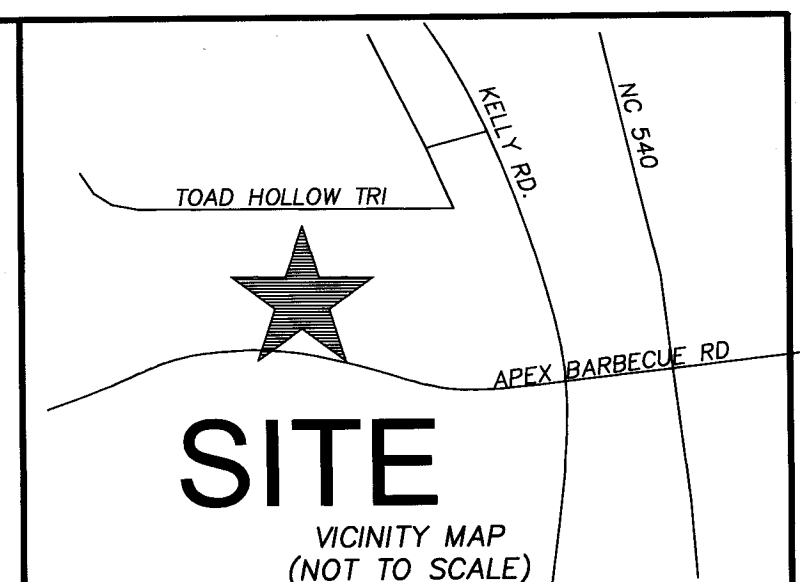 KELLY RD.
NC 540
TOAD HOLLOW TRI
APEX BARBECUE RD
SITE
VICINITY MAP
(NOT TO SCALE)